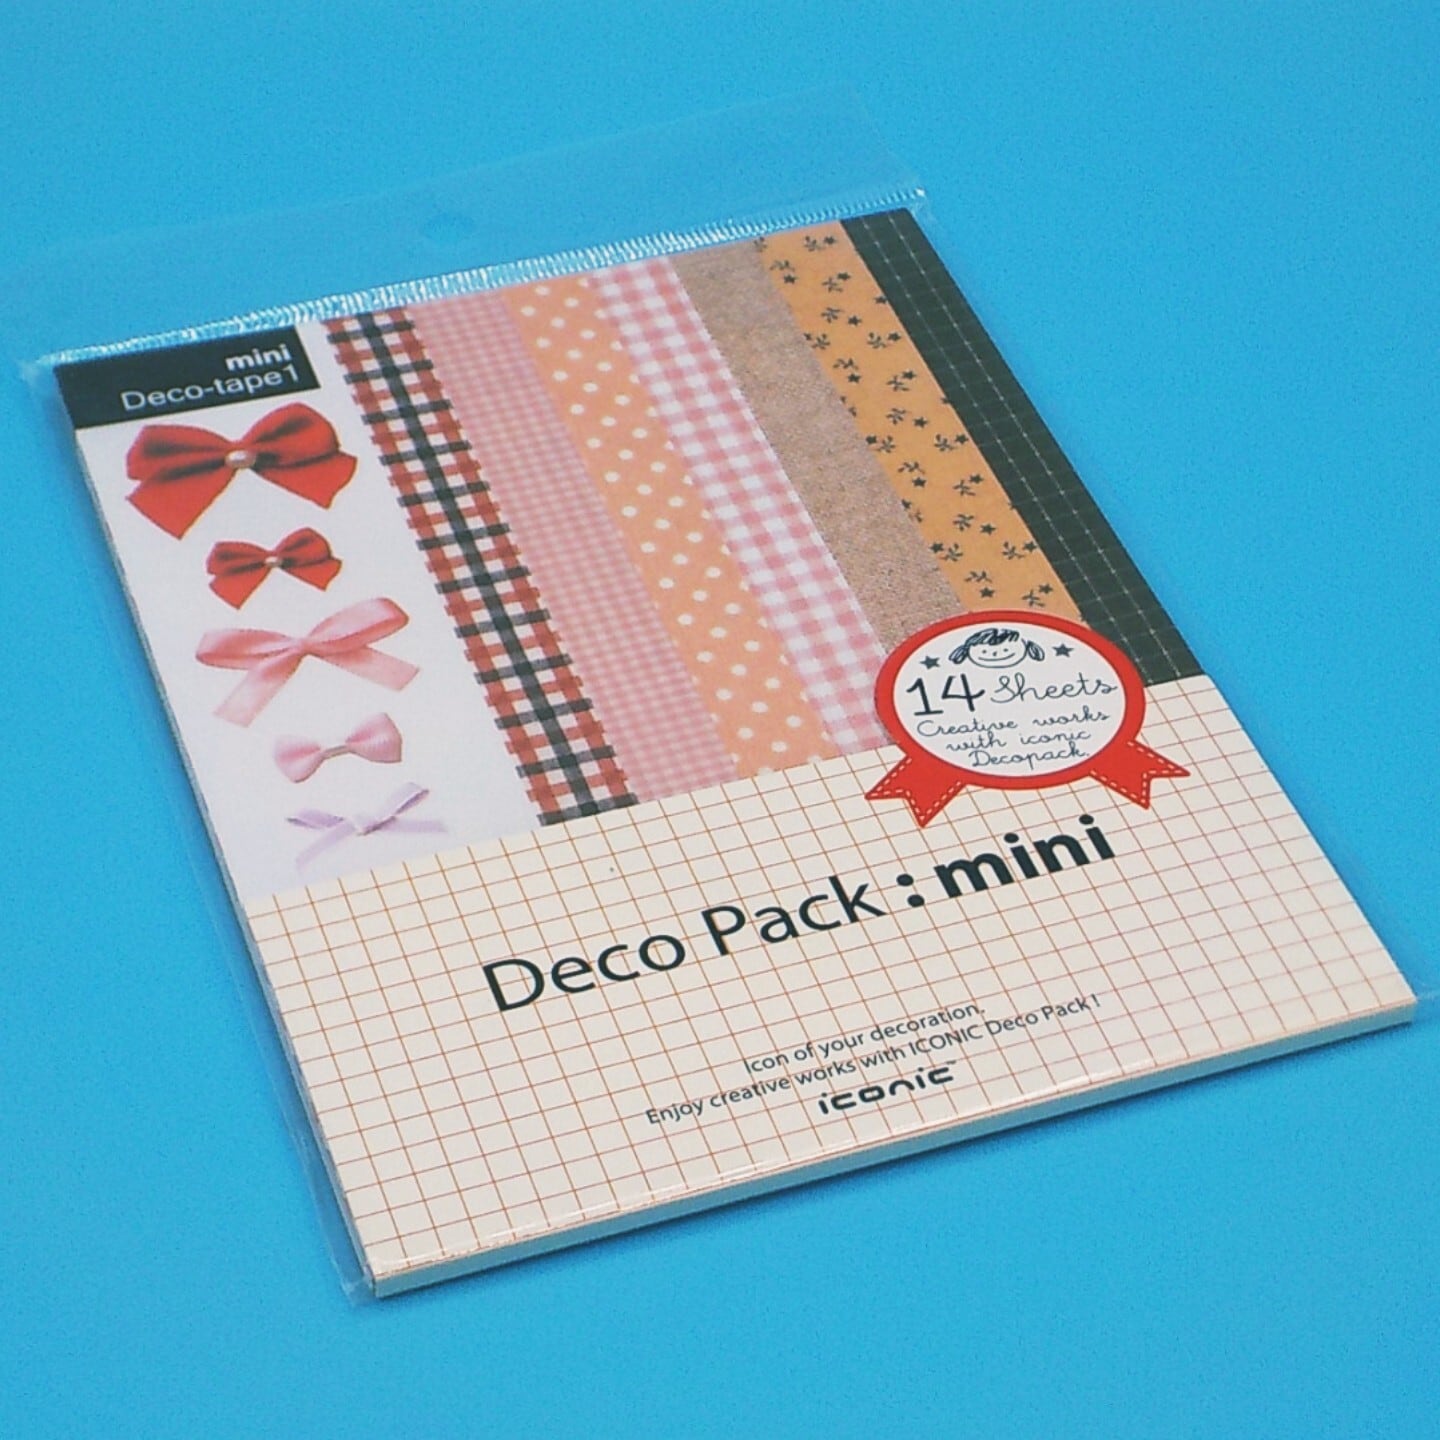 mini
Deco-tape1
14 Sheets
Creative works
with iconic
Decopack.
Deco Pack : mini
Icon of your decoration.
Enjoy creative works with ICONIC Deco Pack!
iconic™